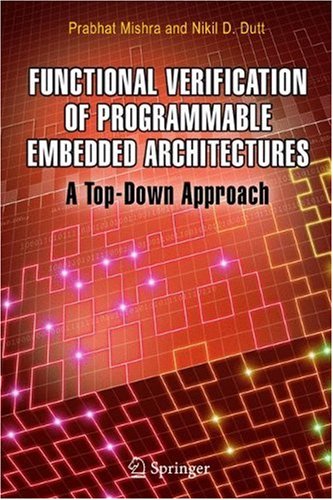 Prabhat Mishra and Nikil D. Dutt
FUNCTIONAL VERIFICATION
OF PROGRAMMABLE
EMBEDDED ARCHITECTURES
A Top-Down Approach
Springer